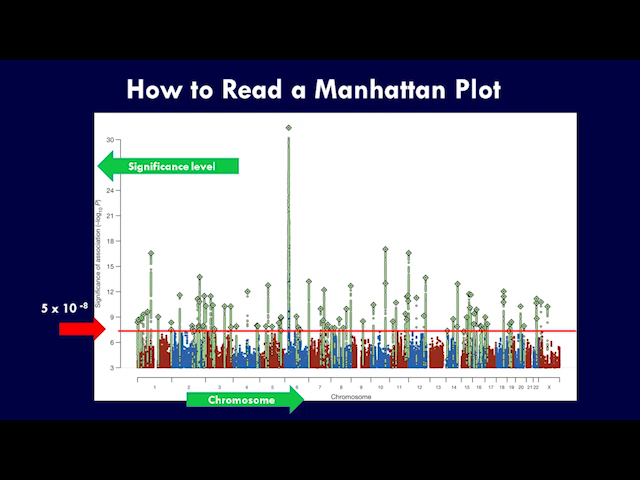 How to Read a Manhattan Plot
30
Significance level
24
21
18
15
12
9
6
3
Significance of association (–log10 P)
5 x 10 -8
1 2 3 4 5 6 7 8 9 10 11 12 13 14 15 16 17 18 19 20 21 22 X
Chromosome
Chromosome